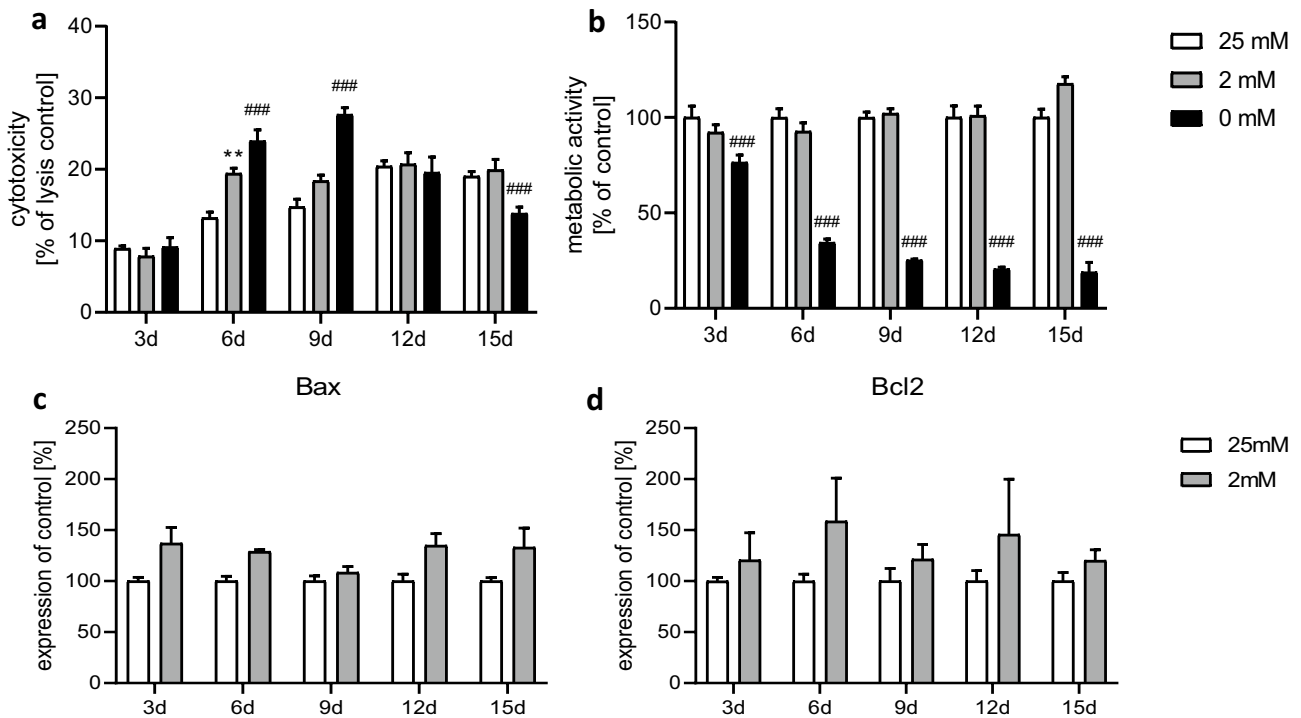 a
cytotoxicity
[% of lysis control]
40
30
20
10
0
**
###
###
###
3d
6d
9d
12d
15d
b
metabolic activity
[% of control]
150
100
50
0
###
###
###
###
###
3d
6d
9d
12d
15d
25 mM
2 mM
0 mM
c
Bax
expression of control [%]
250
200
150
100
50
0
3d
6d
9d
12d
15d
d
Bcl2
expression of control [%]
250
200
150
100
50
0
3d
6d
9d
12d
15d
25mM
2mM